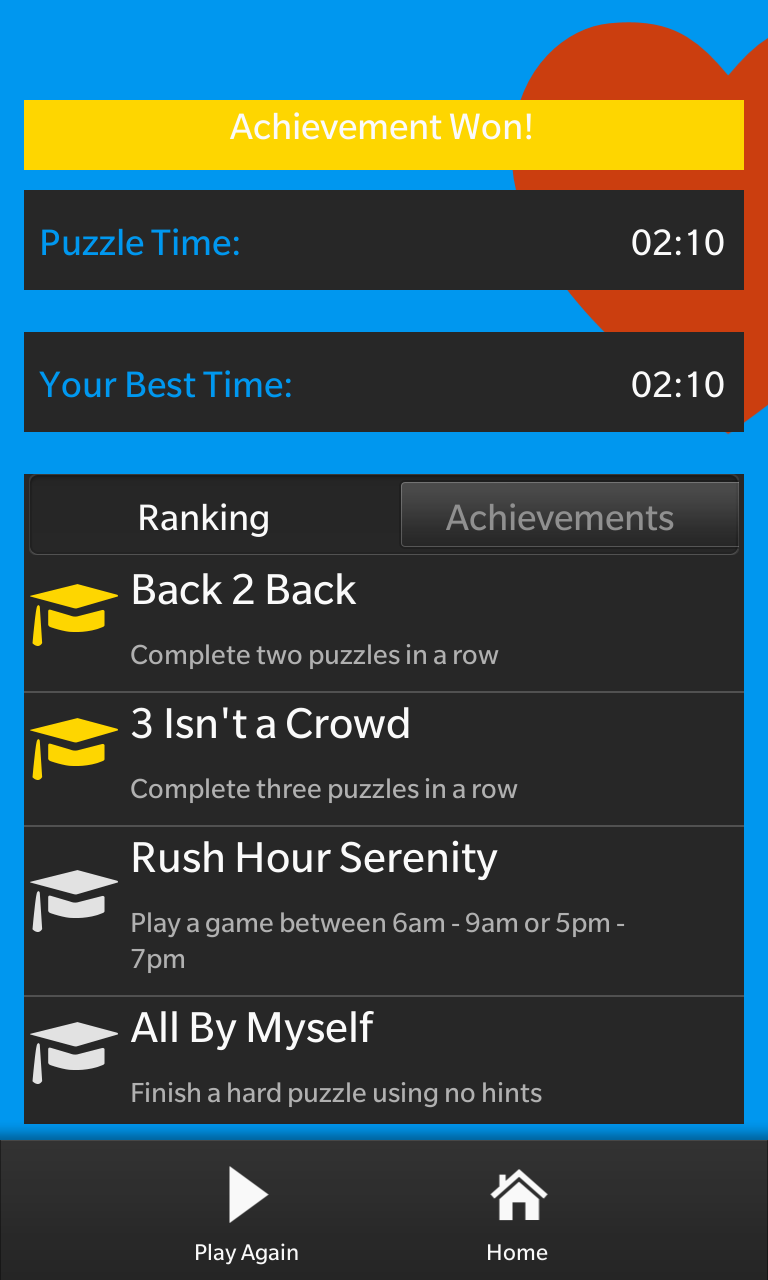 Achievement Won!
Puzzle Time: 02:10
Your Best Time: 02:10
Ranking Achievements
Back 2 Back
Complete two puzzles in a row
3 Isn't a Crowd
Complete three puzzles in a row
Rush Hour Serenity
Play a game between 6am - 9am or 5pm -
7pm
All By Myself
Finish a hard puzzle using no hints
Play Again Home